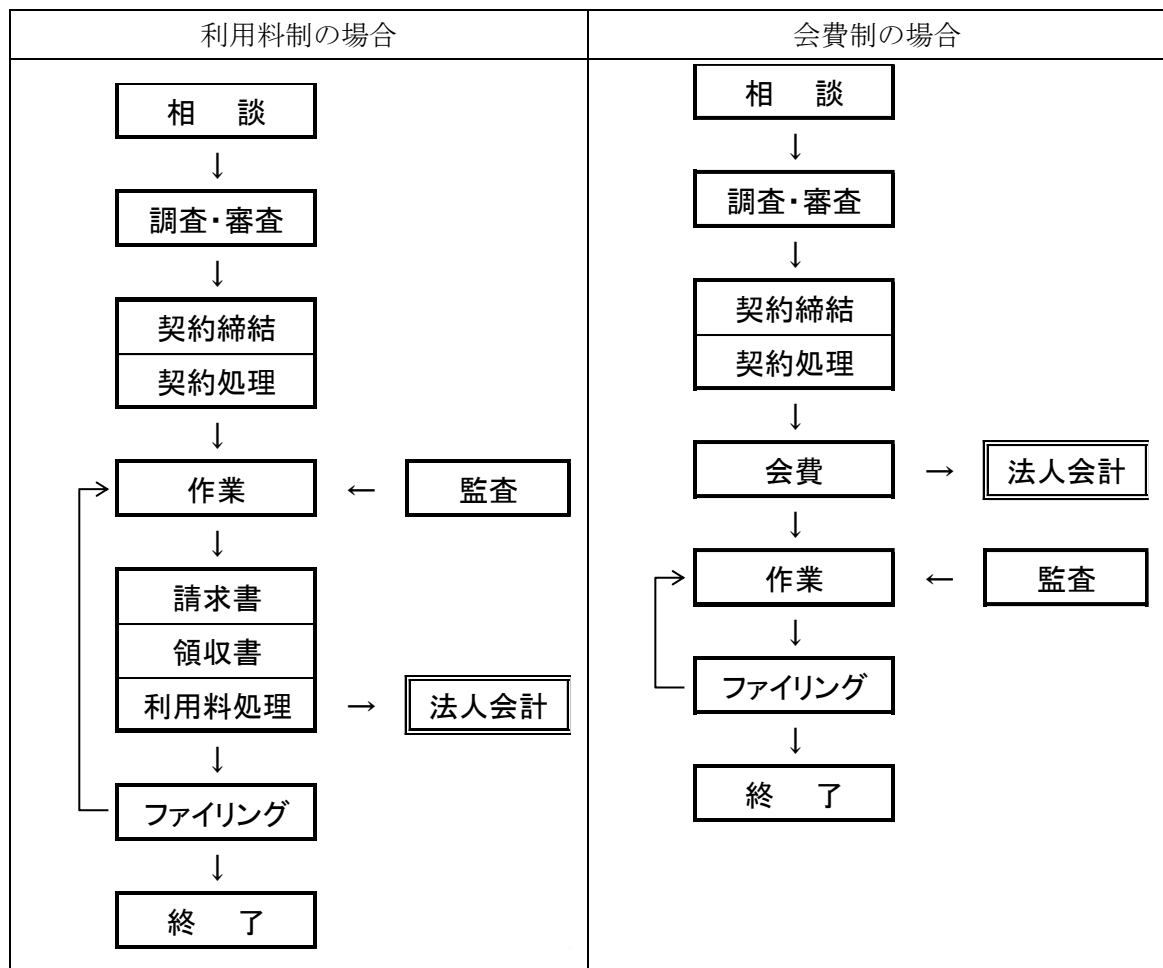 利用料制の場合
相　談
↓
調査・審査
↓
契約締結
契約処理
↓
作業 ← 監査
↓
請求書
領収書
利用料処理 → 法人会計
↓
ファイリング
↓
終　了
会費制の場合
相　談
↓
調査・審査
↓
契約締結
契約処理
↓
会費 → 法人会計
↓
作業 ← 監査
↓
ファイリング
↓
終　了